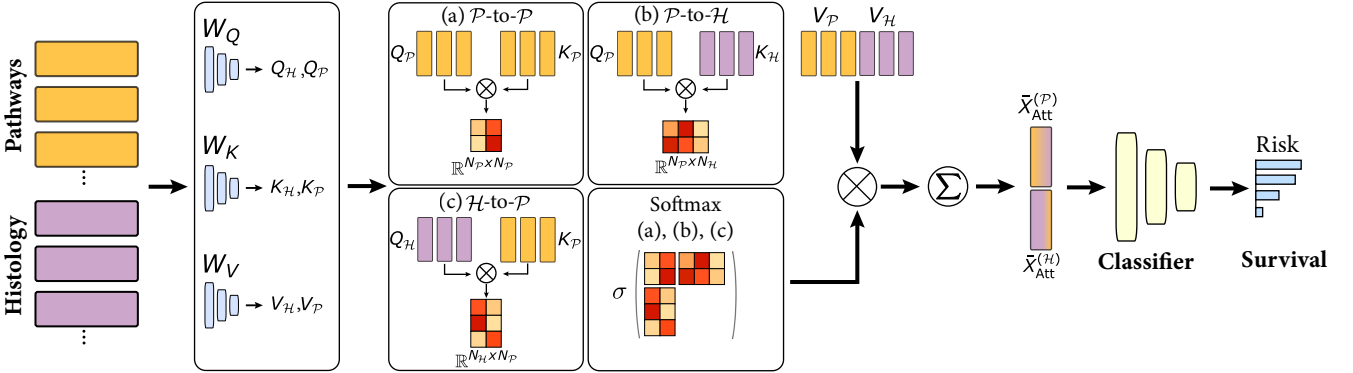 Pathways
Histology
⋮
⋮
W_Q
Q_ℋ,Q_𝒫
W_K
K_ℋ,K_𝒫
W_V
V_ℋ,V_𝒫
(a) 𝒫-to-𝒫
Q_𝒫
K_𝒫
ℝ^{N_𝒫 x N_𝒫}
(b) 𝒫-to-ℋ
Q_𝒫
K_ℋ
ℝ^{N_𝒫 x N_ℋ}
(c) ℋ-to-𝒫
Q_ℋ
K_𝒫
ℝ^{N_ℋ x N_𝒫}
Softmax
(a), (b), (c)
σ
V_𝒫 V_ℋ
Σ
X̄_Att^(𝒫)
X̄_Att^(ℋ)
Classifier
Risk
Survival